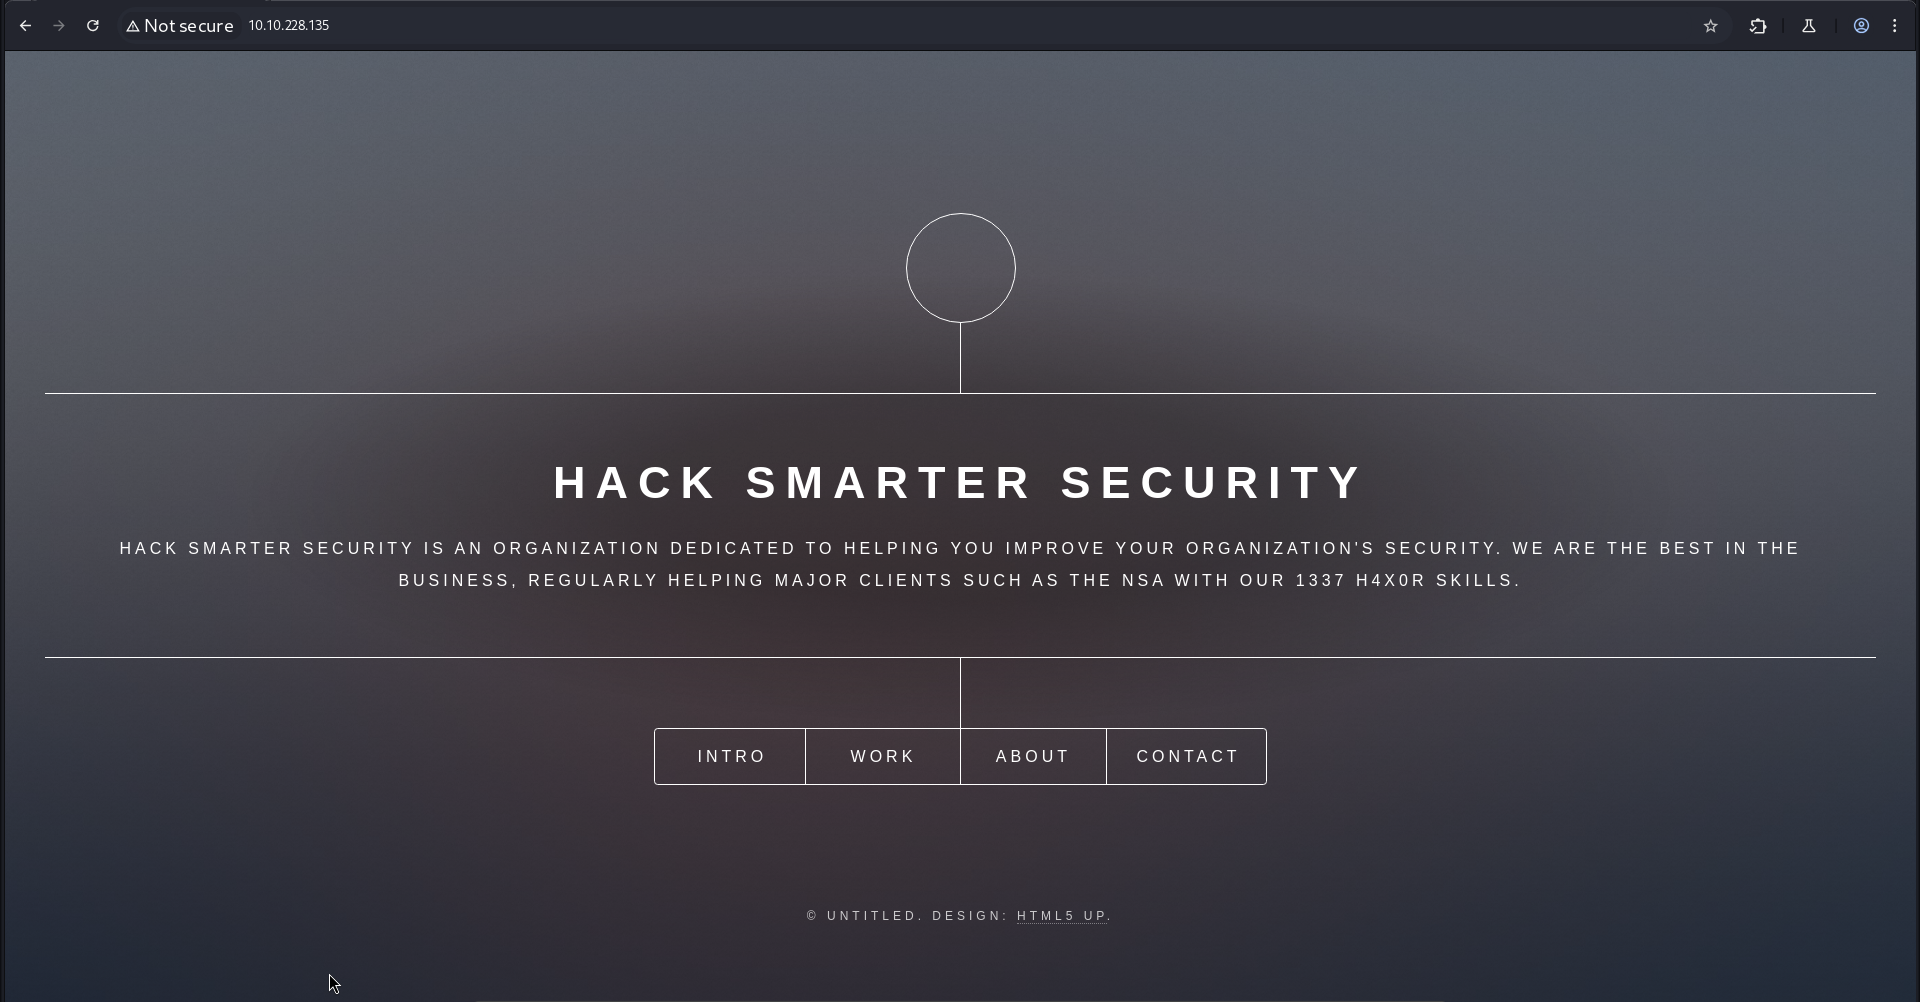 Not secure 10.10.228.135
HACK SMARTER SECURITY
HACK SMARTER SECURITY IS AN ORGANIZATION DEDICATED TO HELPING YOU IMPROVE YOUR ORGANIZATION'S SECURITY. WE ARE THE BEST IN THE
BUSINESS, REGULARLY HELPING MAJOR CLIENTS SUCH AS THE NSA WITH OUR 1337 H4X0R SKILLS.
INTRO WORK ABOUT CONTACT
© UNTITLED. DESIGN: HTML5 UP.